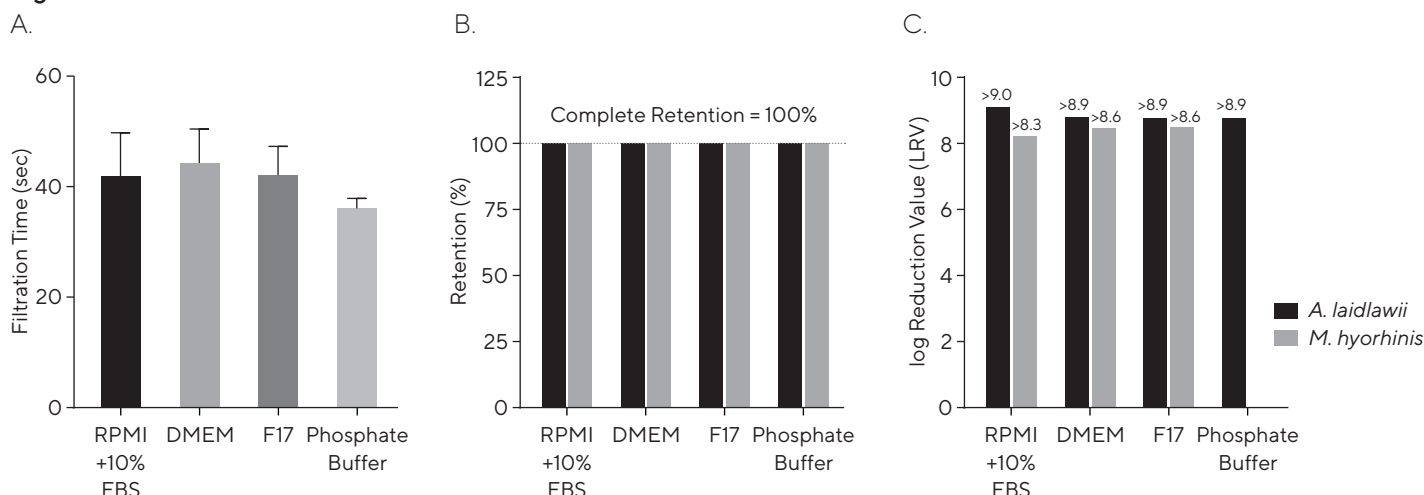 A.
Filtration Time (sec)
60
40
20
0
RPMI
+10%
FBS
DMEM
F17
Phosphate
Buffer
B.
Retention (%)
125
100
75
50
25
0
Complete Retention = 100%
RPMI
+10%
FBS
DMEM
F17
Phosphate
Buffer
C.
log Reduction Value (LRV)
10
8
6
4
2
0
>9.0
>8.3
>8.9
>8.6
>8.9
>8.6
>8.9
RPMI
+10%
FBS
DMEM
F17
Phosphate
Buffer
A. laidlawii
M. hyorhinis